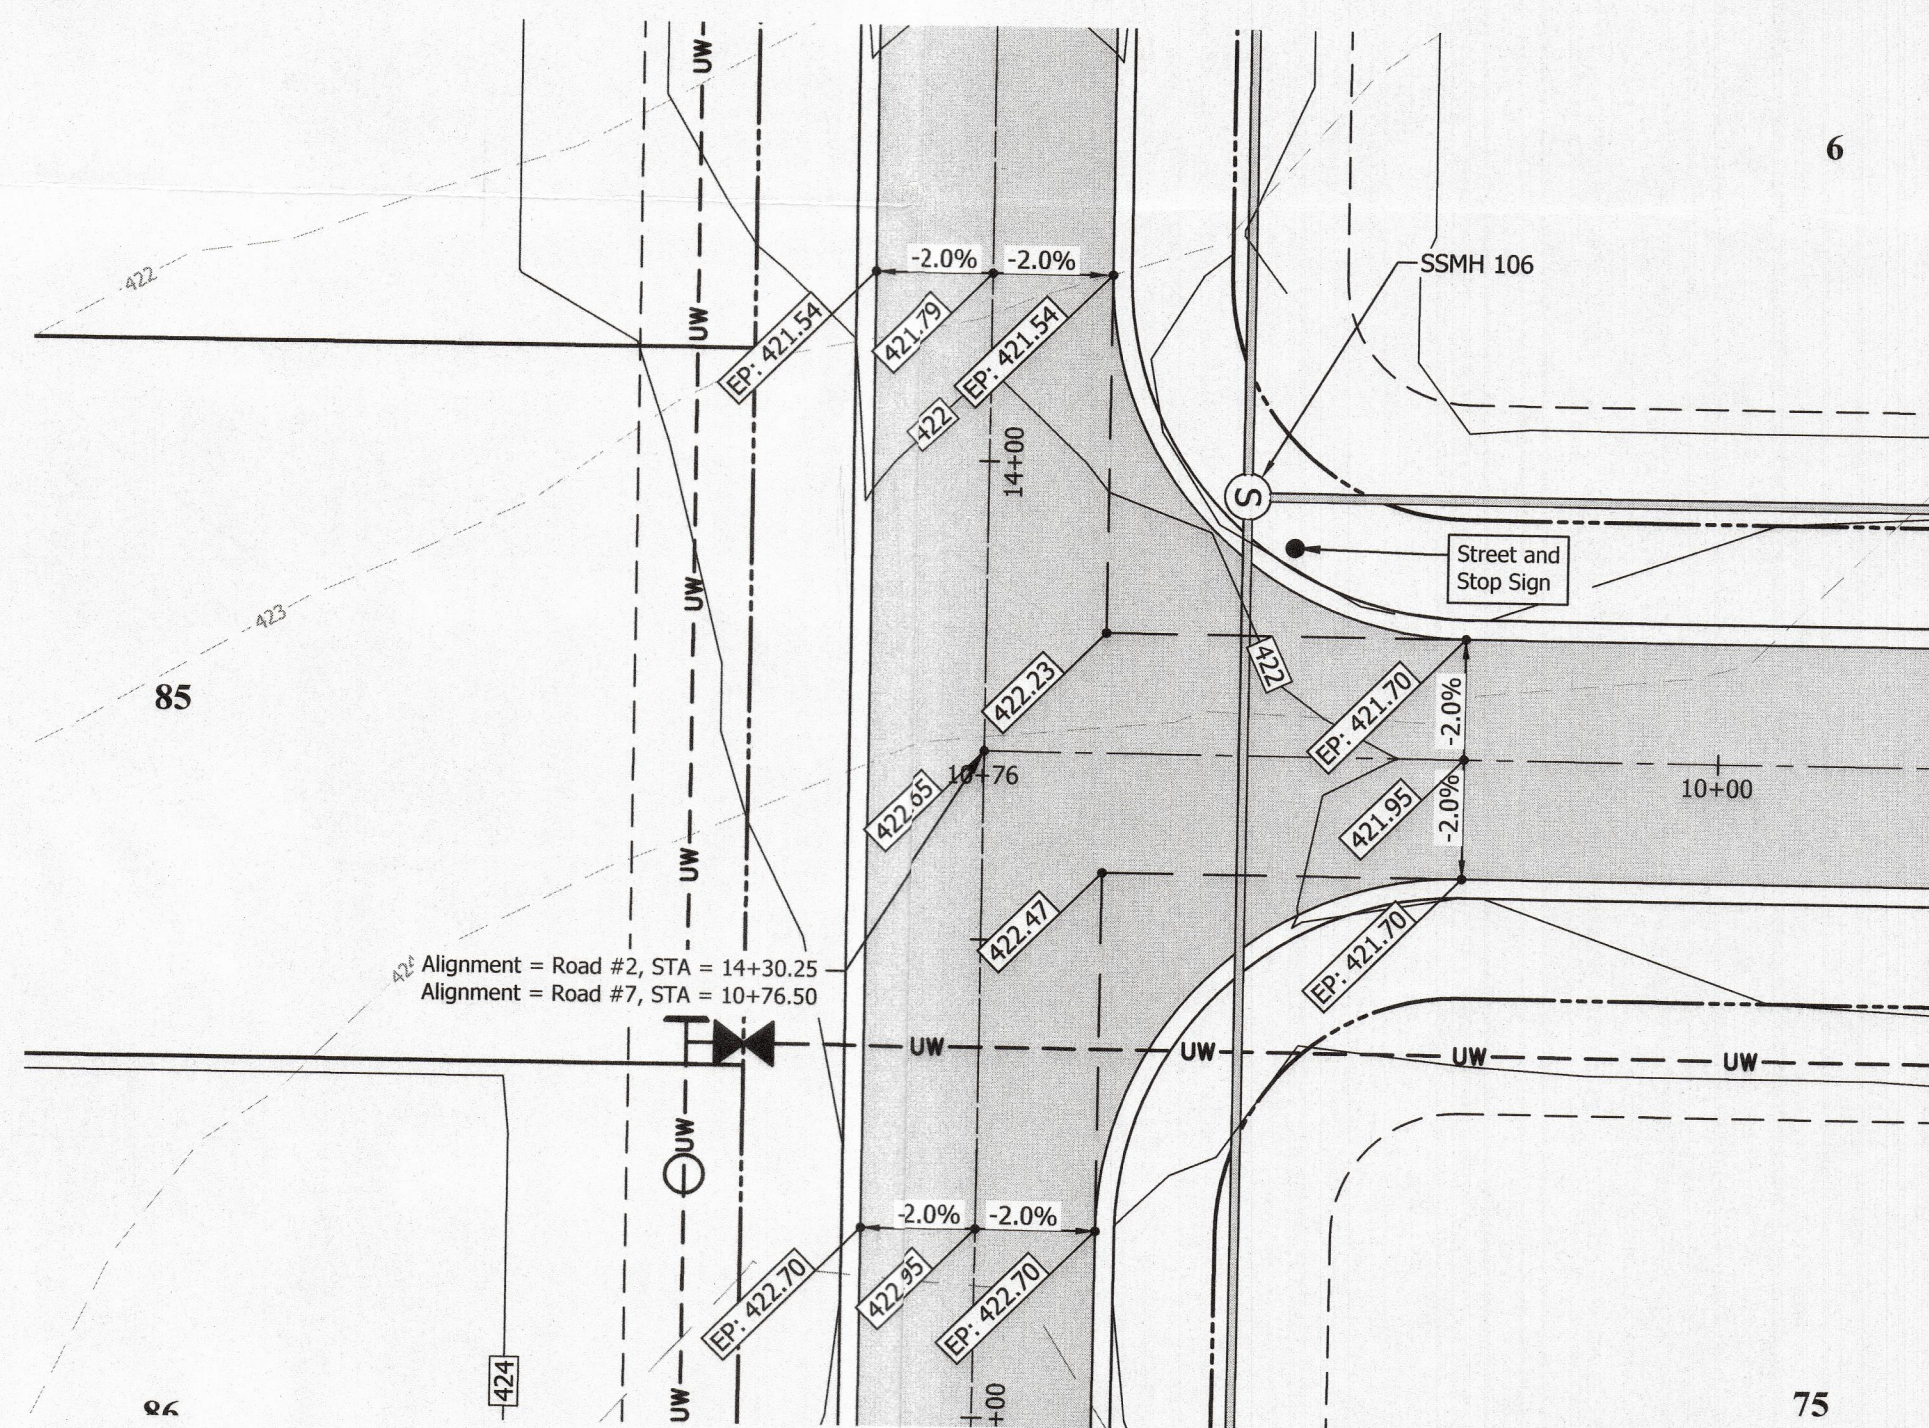 UW
6
-2.0%
-2.0%
SSMH 106
422
EP: 421.54
421.79
EP: 421.54
UW
422
14+00
S
Street and
Stop Sign
UW
423
85
422.23
422
EP: 421.70
-2.0%
10+76
422.65
421.95
-2.0%
10+00
UW
422.47
EP: 421.70
Alignment = Road #2, STA = 14+30.25
Alignment = Road #7, STA = 10+76.50
UW
UW
UW
UW
UW
-2.0%
-2.0%
EP: 422.70
422.95
EP: 422.70
424
UW
+00
86
75